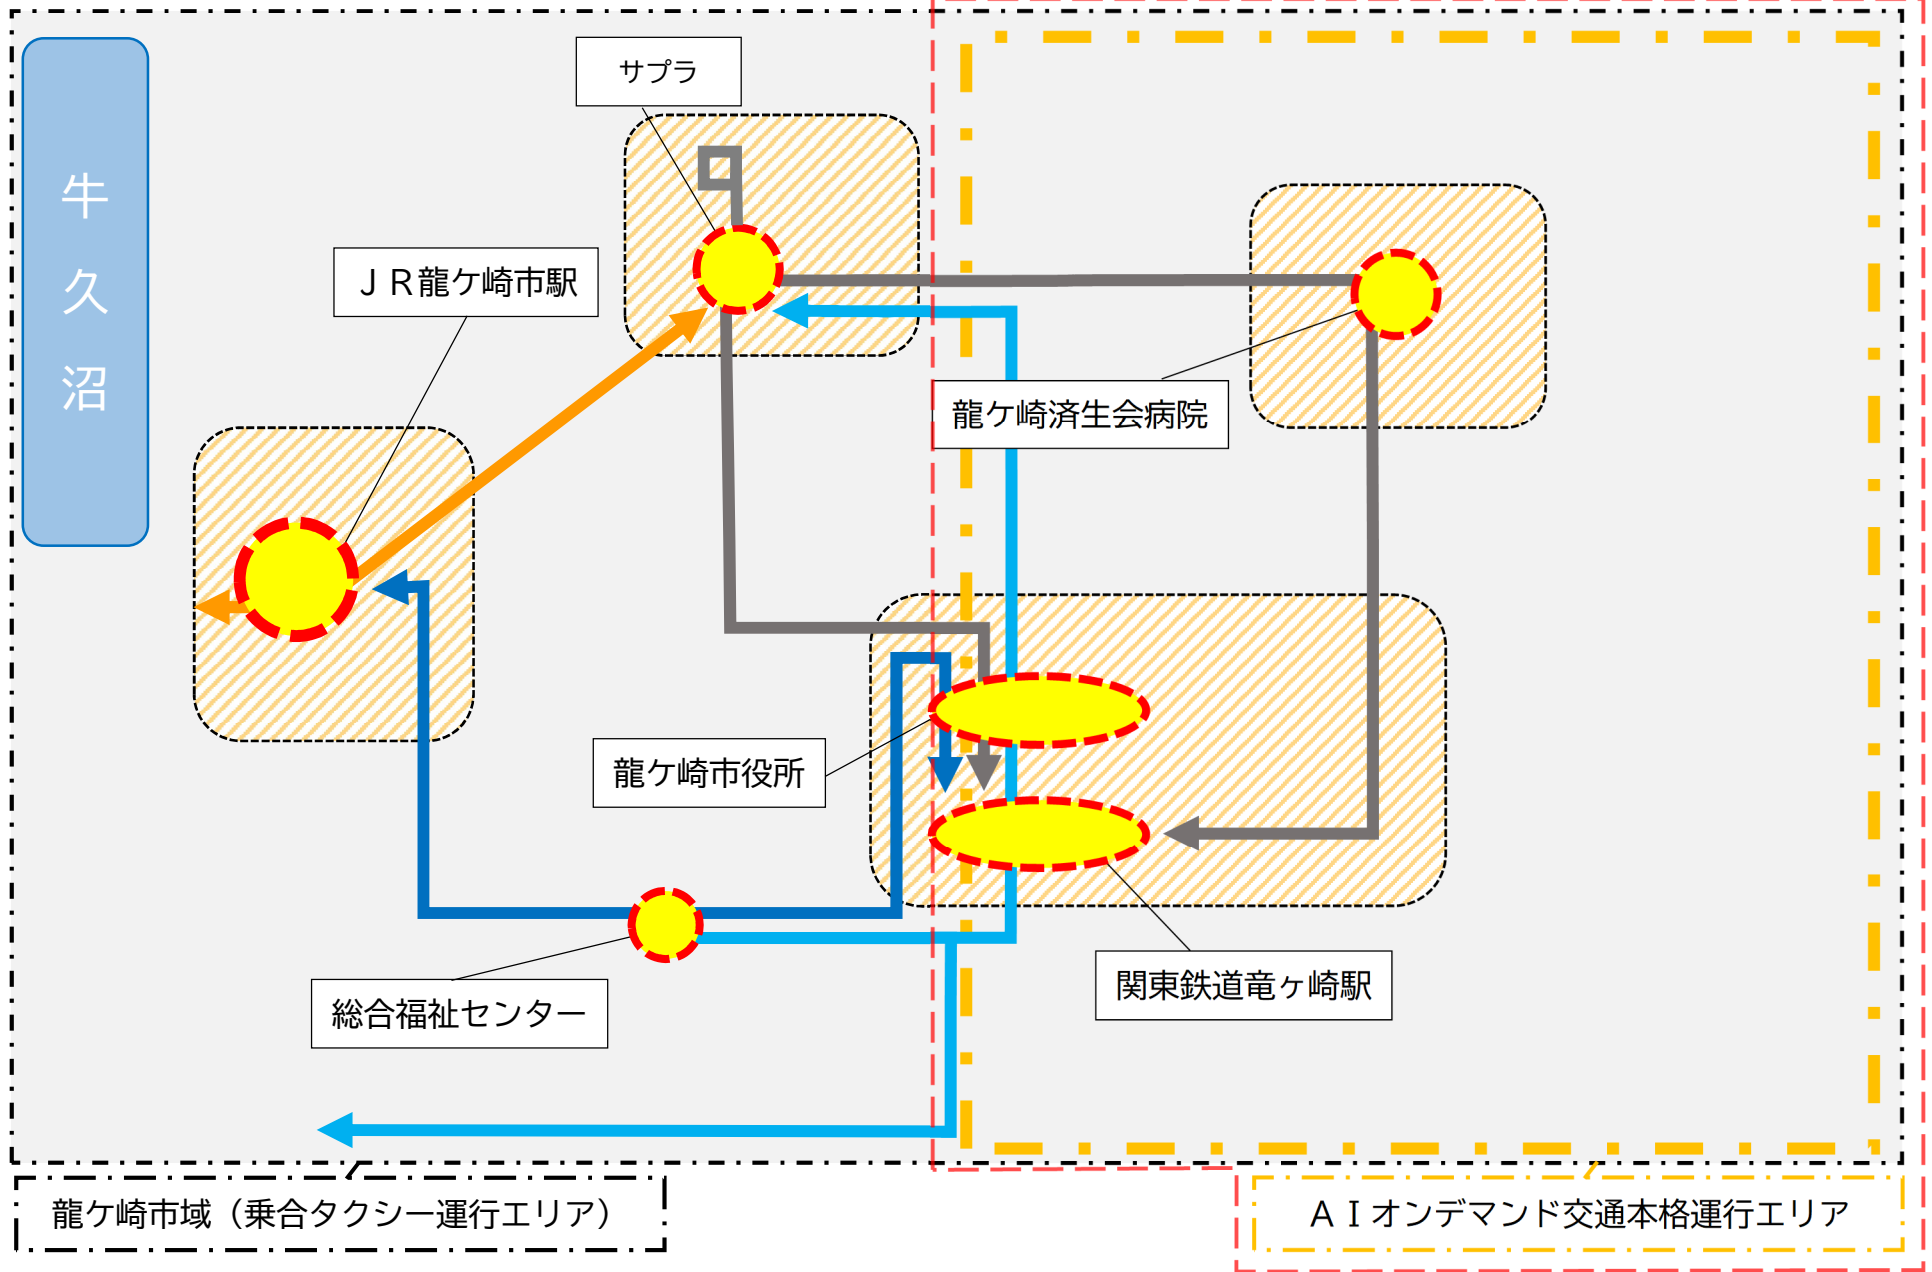 サプラ
牛
久
沼
ＪＲ龍ケ崎市駅
龍ケ崎済生会病院
龍ケ崎市役所
関東鉄道竜ヶ崎駅
総合福祉センター
龍ケ崎市域（乗合タクシー運行エリア）
ＡＩオンデマンド交通本格運行エリア